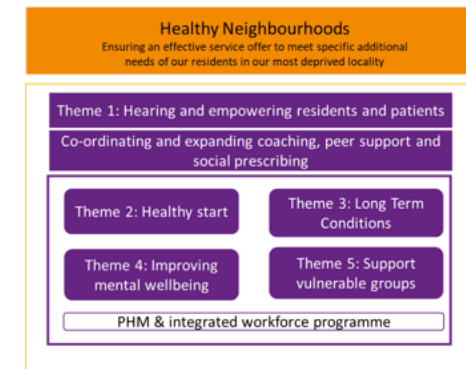 Healthy Neighbourhoods
Ensuring an effective service offer to meet specific additional
needs of our residents in our most deprived locality
Theme 1: Hearing and empowering residents and patients
Co-ordinating and expanding coaching, peer support and
social prescribing
Theme 2: Healthy start
Theme 3: Long Term
Conditions
Theme 4: Improving
mental wellbeing
Theme 5: Support
vulnerable groups
PHM & integrated workforce programme